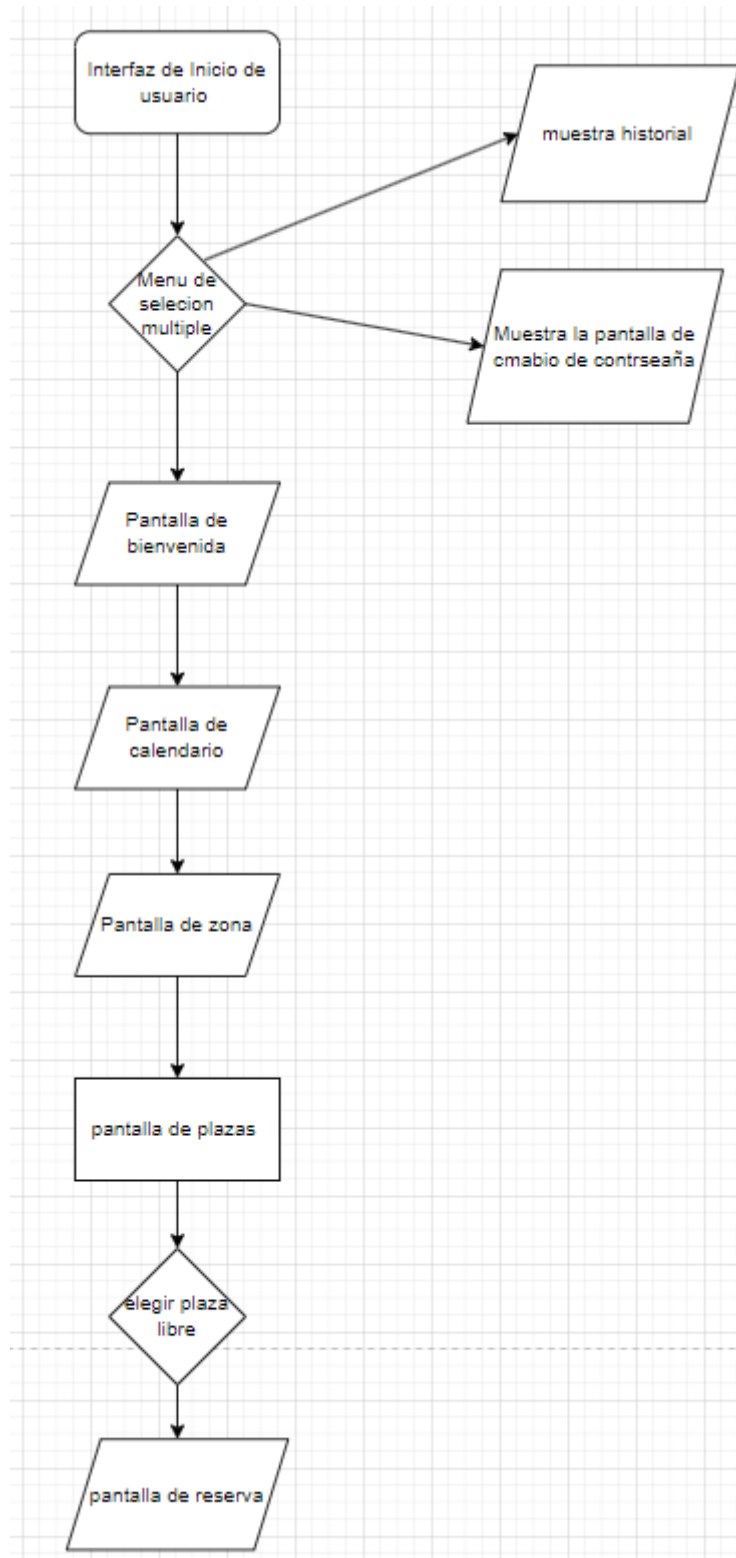 Interfaz de Inicio de
usuario
muestra historial
Menu de
selecion
multiple
Muestra la pantalla de
cmabio de contrseaña
Pantalla de
bienvenida
Pantalla de
calendario
Pantalla de zona
pantalla de plazas
elegir plaza
libre
pantalla de reserva